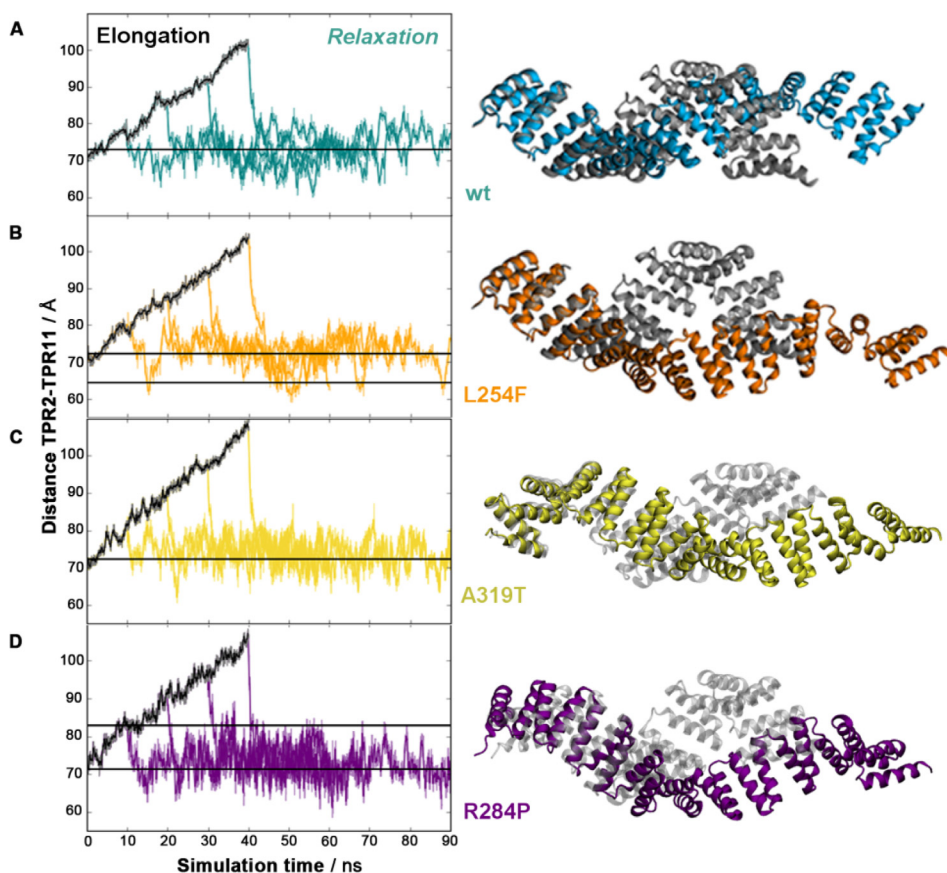 A
Elongation
Relaxation
100
90
80
70
60
wt
B
100
90
80
70
60
L254F
Distance TPR2-TPR11 / Å
C
100
90
80
70
60
A319T
D
100
90
80
70
60
R284P
0 10 20 30 40 50 60 70 80 90
Simulation time / ns